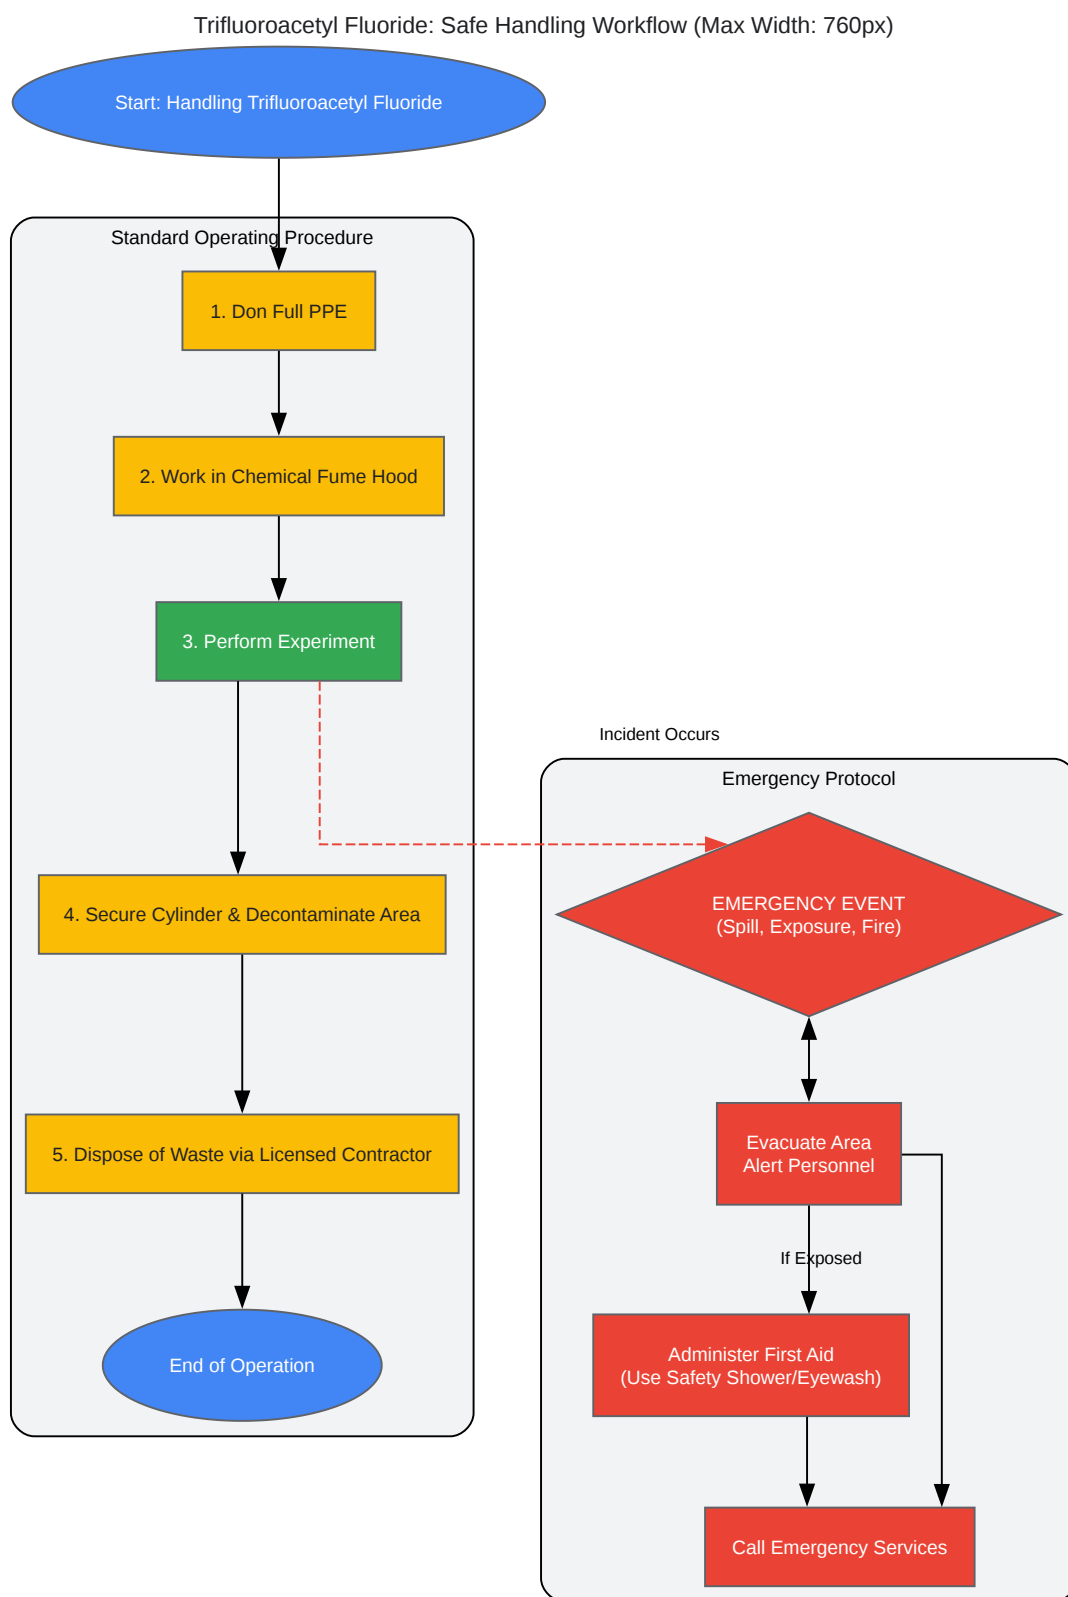 Trifluoroacetyl Fluoride: Safe Handling Workflow (Max Width: 760px)
Start: Handling Trifluoroacetyl Fluoride
Standard Operating Procedure
1. Don Full PPE
2. Work in Chemical Fume Hood
3. Perform Experiment
4. Secure Cylinder & Decontaminate Area
5. Dispose of Waste via Licensed Contractor
End of Operation
Incident Occurs
Emergency Protocol
EMERGENCY EVENT
(Spill, Exposure, Fire)
Evacuate Area
Alert Personnel
If Exposed
Administer First Aid
(Use Safety Shower/Eyewash)
Call Emergency Services